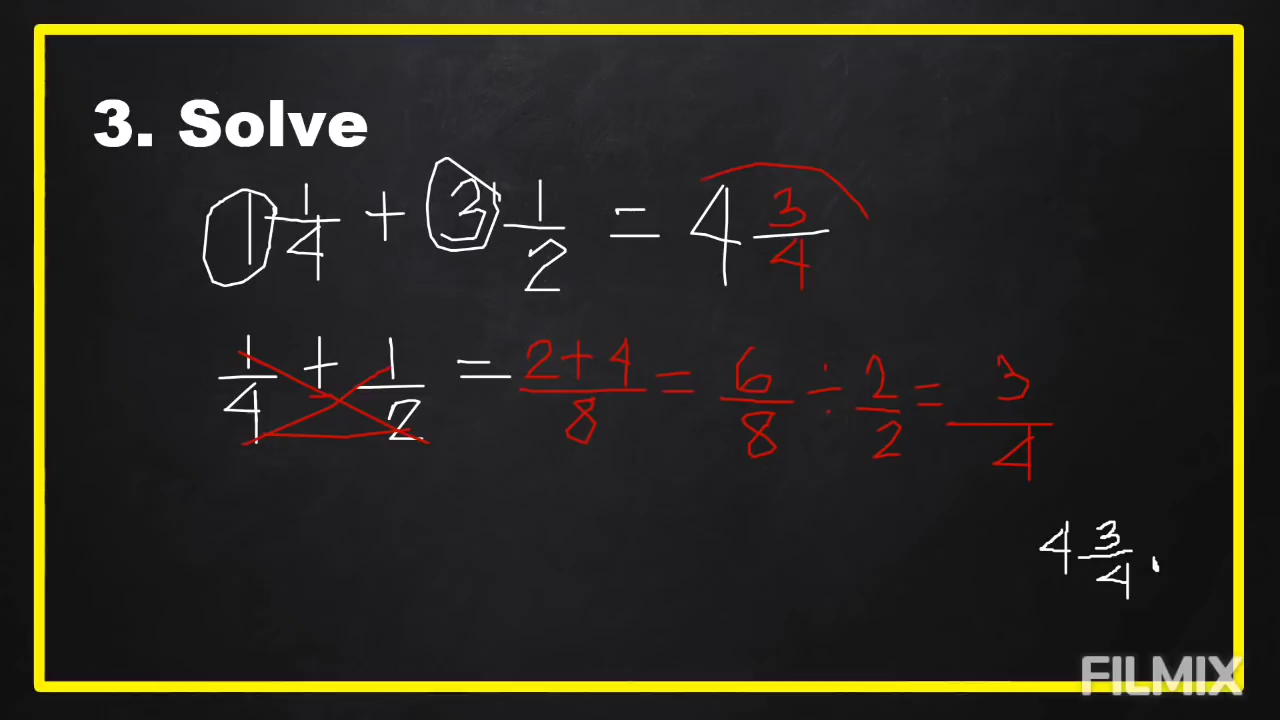 3. Solve
1 1/4 + 3 1/2 = 4 3/4
1/4 + 1/2 = 2+4/8 = 6/8 ÷ 2/2 = 3/4
4 3/4.
FILMIX